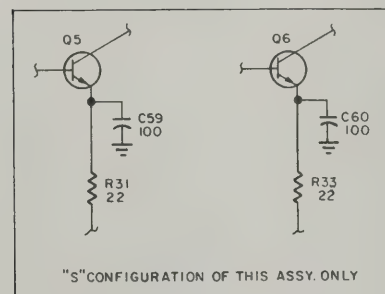 Q5
Q6
C59
100
C60
100
R31
22
R33
22
"S" CONFIGURATION OF THIS ASSY. ONLY